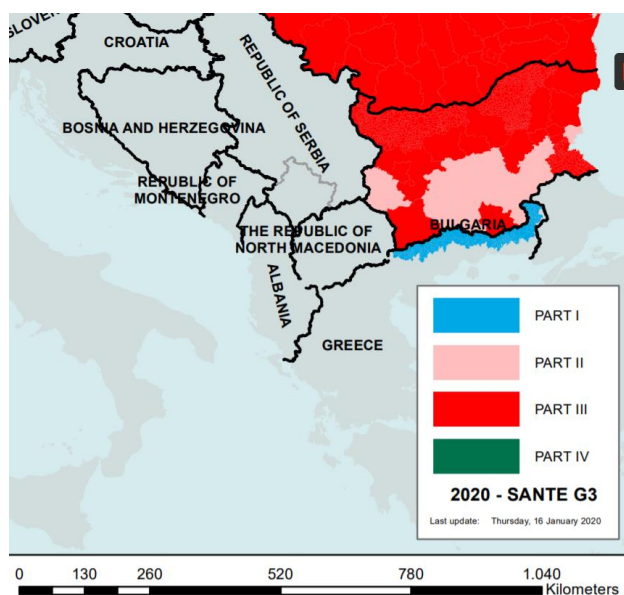 SLOVEN
CROATIA
REPUBLIC OF SERBIA
BOSNIA AND HERZEGOVINA
REPUBLIC OF
MONTENEGRO
THE REPUBLIC OF
NORTH MACEDONIA
BULGARIA
ALBANIA
GREECE
PART I
PART II
PART III
PART IV
2020 - SANTE G3
Last update: Thursday, 16 January 2020
0 130 260 520 780 1.040
Kilometers